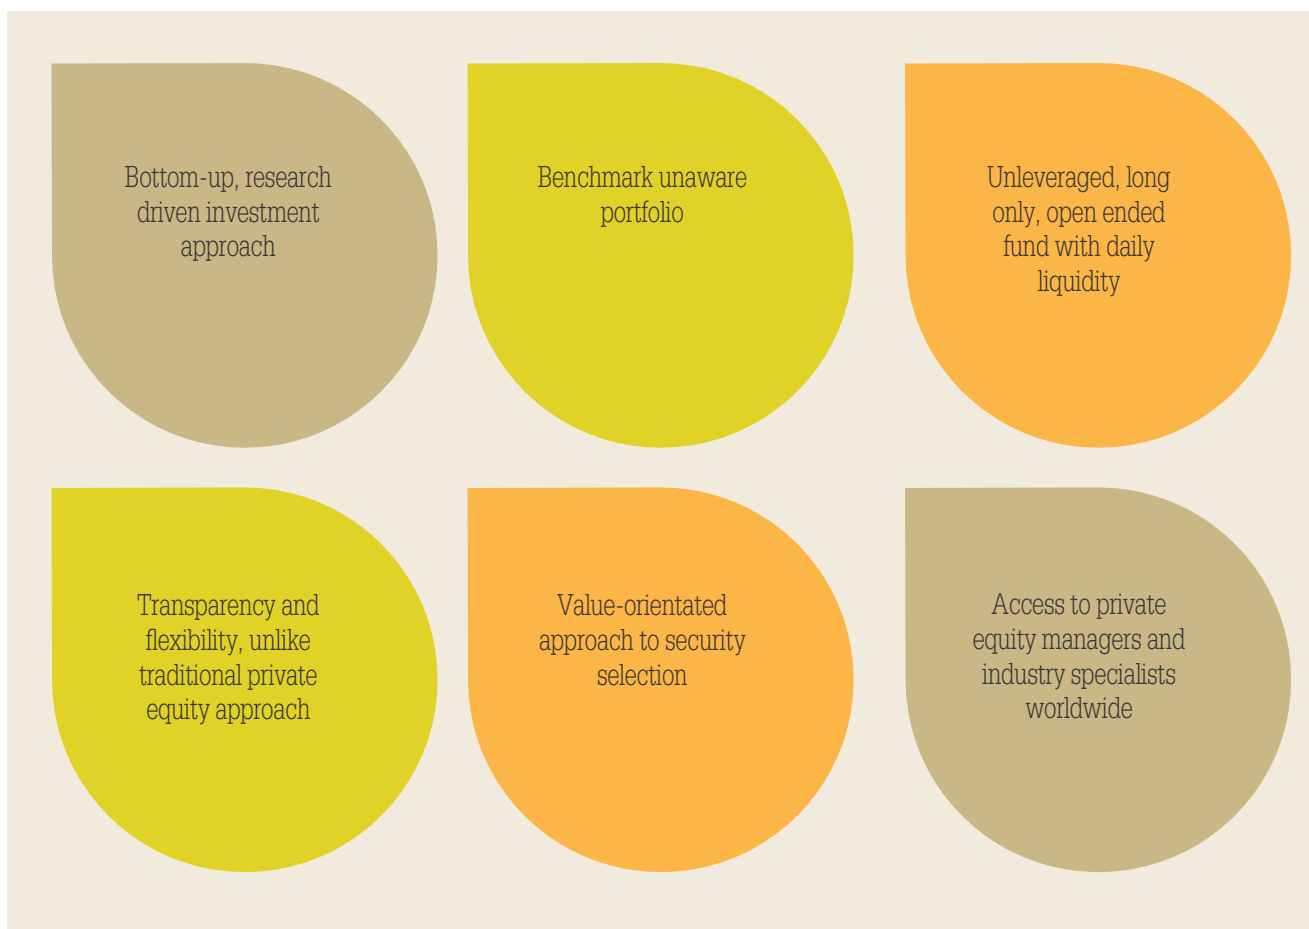 Bottom-up, research
driven investment
approach
Benchmark unaware
portfolio
Unleveraged, long
only, open ended
fund with daily
liquidity
Transparency and
flexibility, unlike
traditional private
equity approach
Value-orientated
approach to security
selection
Access to private
equity managers and
industry specialists
worldwide